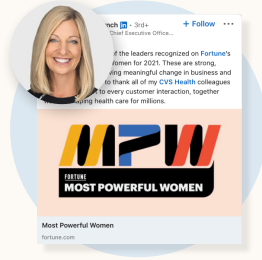 nch in • 3rd+
+ Follow ...
Chief Executive Office...
of the leaders recognized on Fortune's
omen for 2021. These are strong,
ving meaningful change in business and
to thank all of my CVS Health colleagues
to every customer interaction, together
aping health care for millions.
MPW
FORTUNE
MOST POWERFUL WOMEN
Most Powerful Women
fortune.com